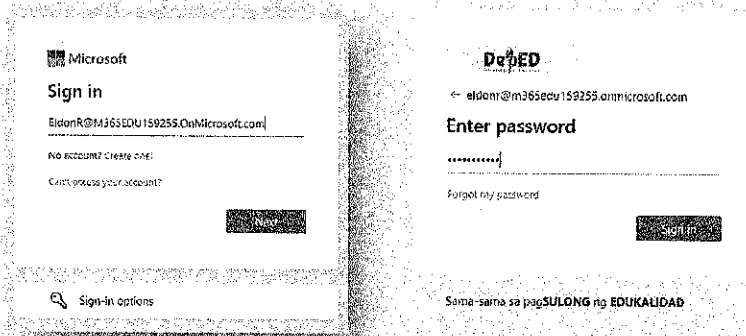 Microsoft
Sign in
EldonR@M365EDU159255.OnMicrosoft.com
No account? Create one!
Can't access your account?
Next
Sign-in options
DepED
← eldonr@m365edu159255.onmicrosoft.com
Enter password
•••••••••••
Forgot my password
Sign in
Sama-sama sa pagSULONG ng EDUKALIDAD